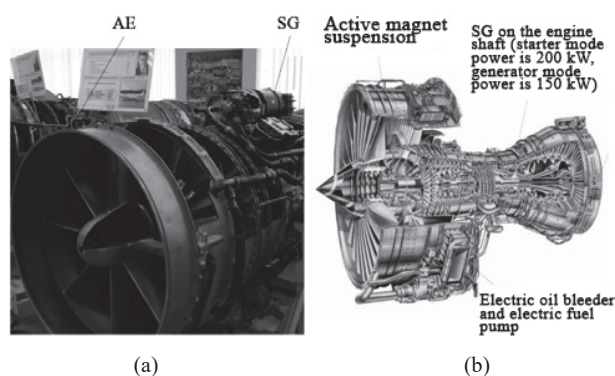 AE
SG
Active magnet
suspension
SG on the engine
shaft (starter mode
power is 200 kW,
generator mode
power is 150 kW)
Electric oil bleeder
and electric fuel
pump
(a)
(b)